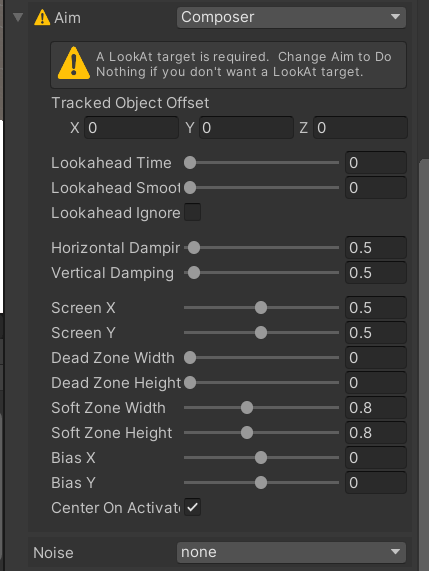 Aim Composer
A LookAt target is required. Change Aim to Do
Nothing if you don't want a LookAt target.
Tracked Object Offset
X 0 Y 0 Z 0
Lookahead Time 0
Lookahead Smoot 0
Lookahead Ignore
Horizontal Dampin 0.5
Vertical Damping 0.5
Screen X 0.5
Screen Y 0.5
Dead Zone Width 0
Dead Zone Height 0
Soft Zone Width 0.8
Soft Zone Height 0.8
Bias X 0
Bias Y 0
Center On Activat
Noise none